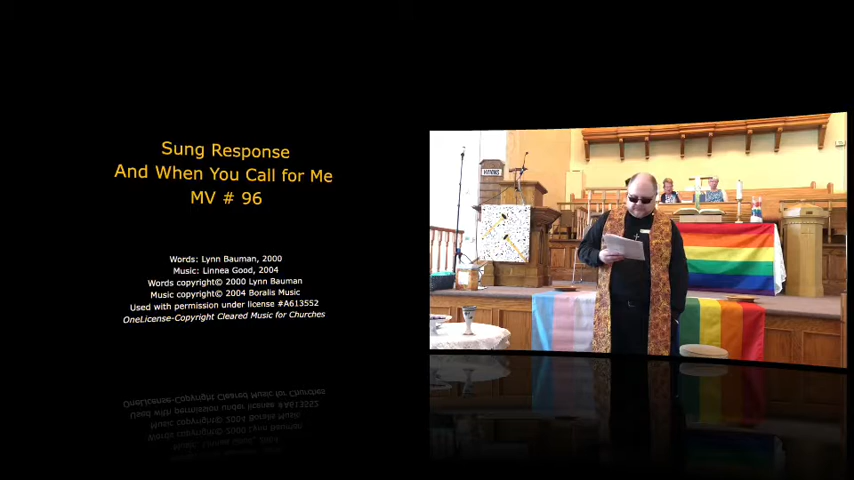 Sung Response
And When You Call for Me
MV # 96
Words: Lynn Bauman, 2000
Music: Linnea Good, 2004
Words copyright© 2000 Lynn Bauman
Music copyright© 2004 Boralis Music
Used with permission under license #A613552
OneLicense-Copyright Cleared Music for Churches